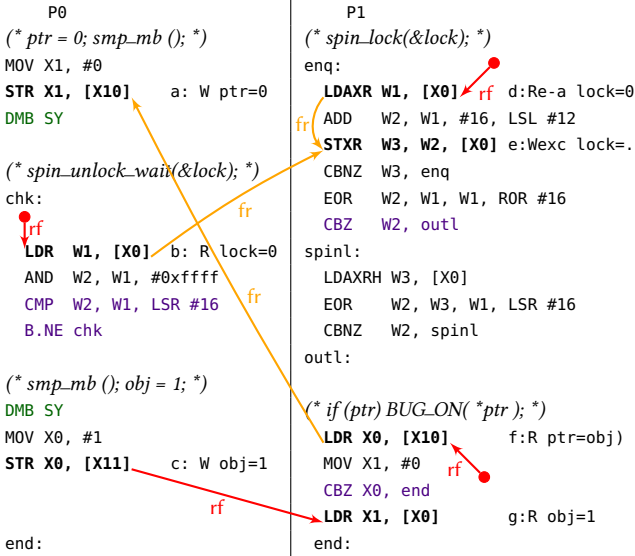 P0
(* ptr = 0; smp_mb (); *)
MOV X1, #0
STR X1, [X10] a: W ptr=0
DMB SY
(* spin_unlock_wait(&lock); *)
chk:
rf
LDR W1, [X0] b: R lock=0
AND W2, W1, #0xffff
CMP W2, W1, LSR #16
B.NE chk
(* smp_mb (); obj = 1; *)
DMB SY
MOV X0, #1
STR X0, [X11] c: W obj=1
rf
end:
fr
fr
P1
(* spin_lock(&lock); *)
enq:
LDAXR W1, [X0] rf d:Re-a lock=0
ADD W2, W1, #16, LSL #12
fr
STXR W3, W2, [X0] e:Wexc lock=.
CBNZ W3, enq
EOR W2, W1, W1, ROR #16
CBZ W2, outl
spinl:
LDAXRH W3, [X0]
EOR W2, W3, W1, LSR #16
CBNZ W2, spinl
outl:
(* if (ptr) BUG_ON( *ptr ); *)
LDR X0, [X10] f:R ptr=obj)
MOV X1, #0
rf
CBZ X0, end
LDR X1, [X0] g:R obj=1
end: